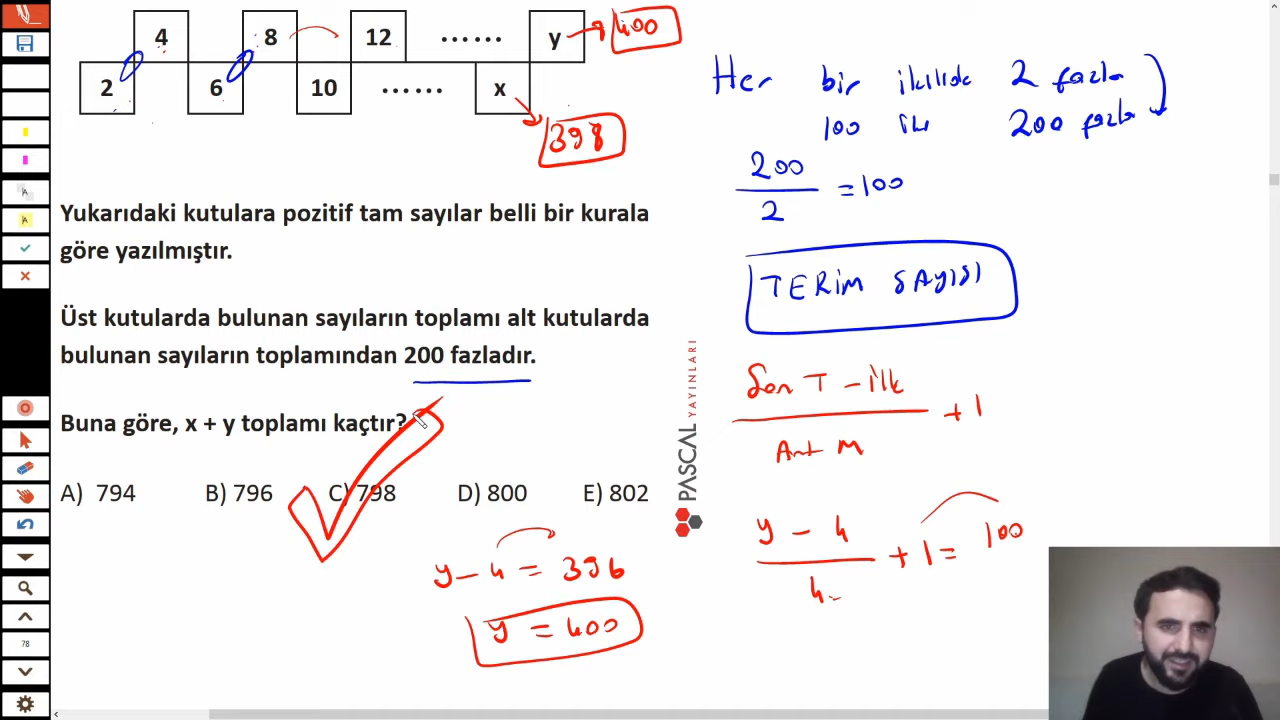 4 8 12 ...... y → 400
2 6 10 ...... x
398
Yukarıdaki kutulara pozitif tam sayılar belli bir kurala
göre yazılmıştır.
Üst kutularda bulunan sayıların toplamı alt kutularda
bulunan sayıların toplamından 200 fazladır.
Buna göre, x + y toplamı kaçtır?
A) 794 B) 796 C) 798 D) 800 E) 802
y - 4 = 396
y = 400
PASCAL YAYINLARI
Her bir ikilide 2 fazla
100 200 fazla
200
2
= 100
TERİM SAYISI
Son T - ilk
Art M
+ 1
y - 4
4
+ 1 = 100
A
A
78